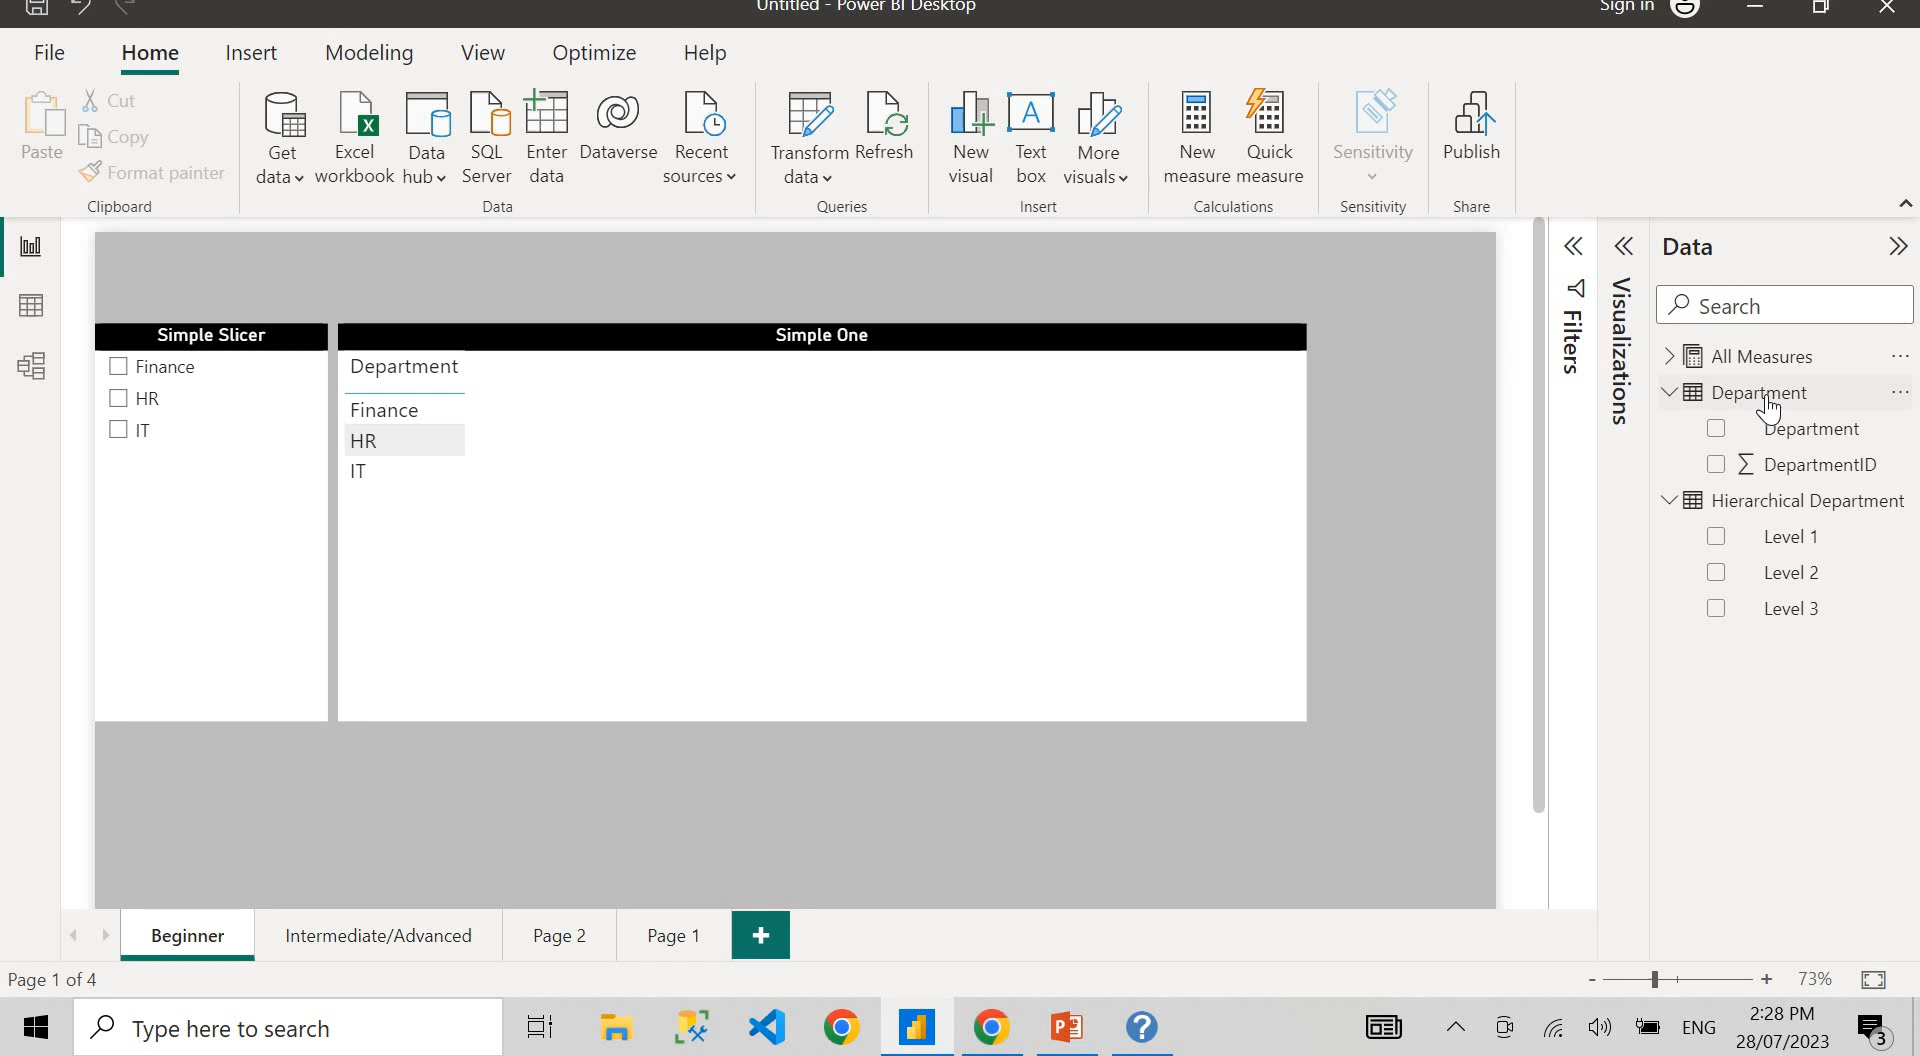 Untitled - Power BI Desktop
Sign in
File Home Insert Modeling View Optimize Help
Paste
Cut
Copy
Format painter
Clipboard
Get data
Excel workbook
Data hub
SQL Server
Enter data
Dataverse
Recent sources
Data
Transform data
Refresh
Queries
New visual
Text box
More visuals
Insert
New measure
Quick measure
Calculations
Sensitivity
Sensitivity
Publish
Share
Simple Slicer
Finance
HR
IT
Simple One
Department
Finance
HR
IT
Filters
Visualizations
Data
Search
All Measures
Department
Department
DepartmentID
Hierarchical Department
Level 1
Level 2
Level 3
Beginner Intermediate/Advanced Page 2 Page 1
Page 1 of 4
- + 73%
Type here to search
ENG
2:28 PM
28/07/2023
3